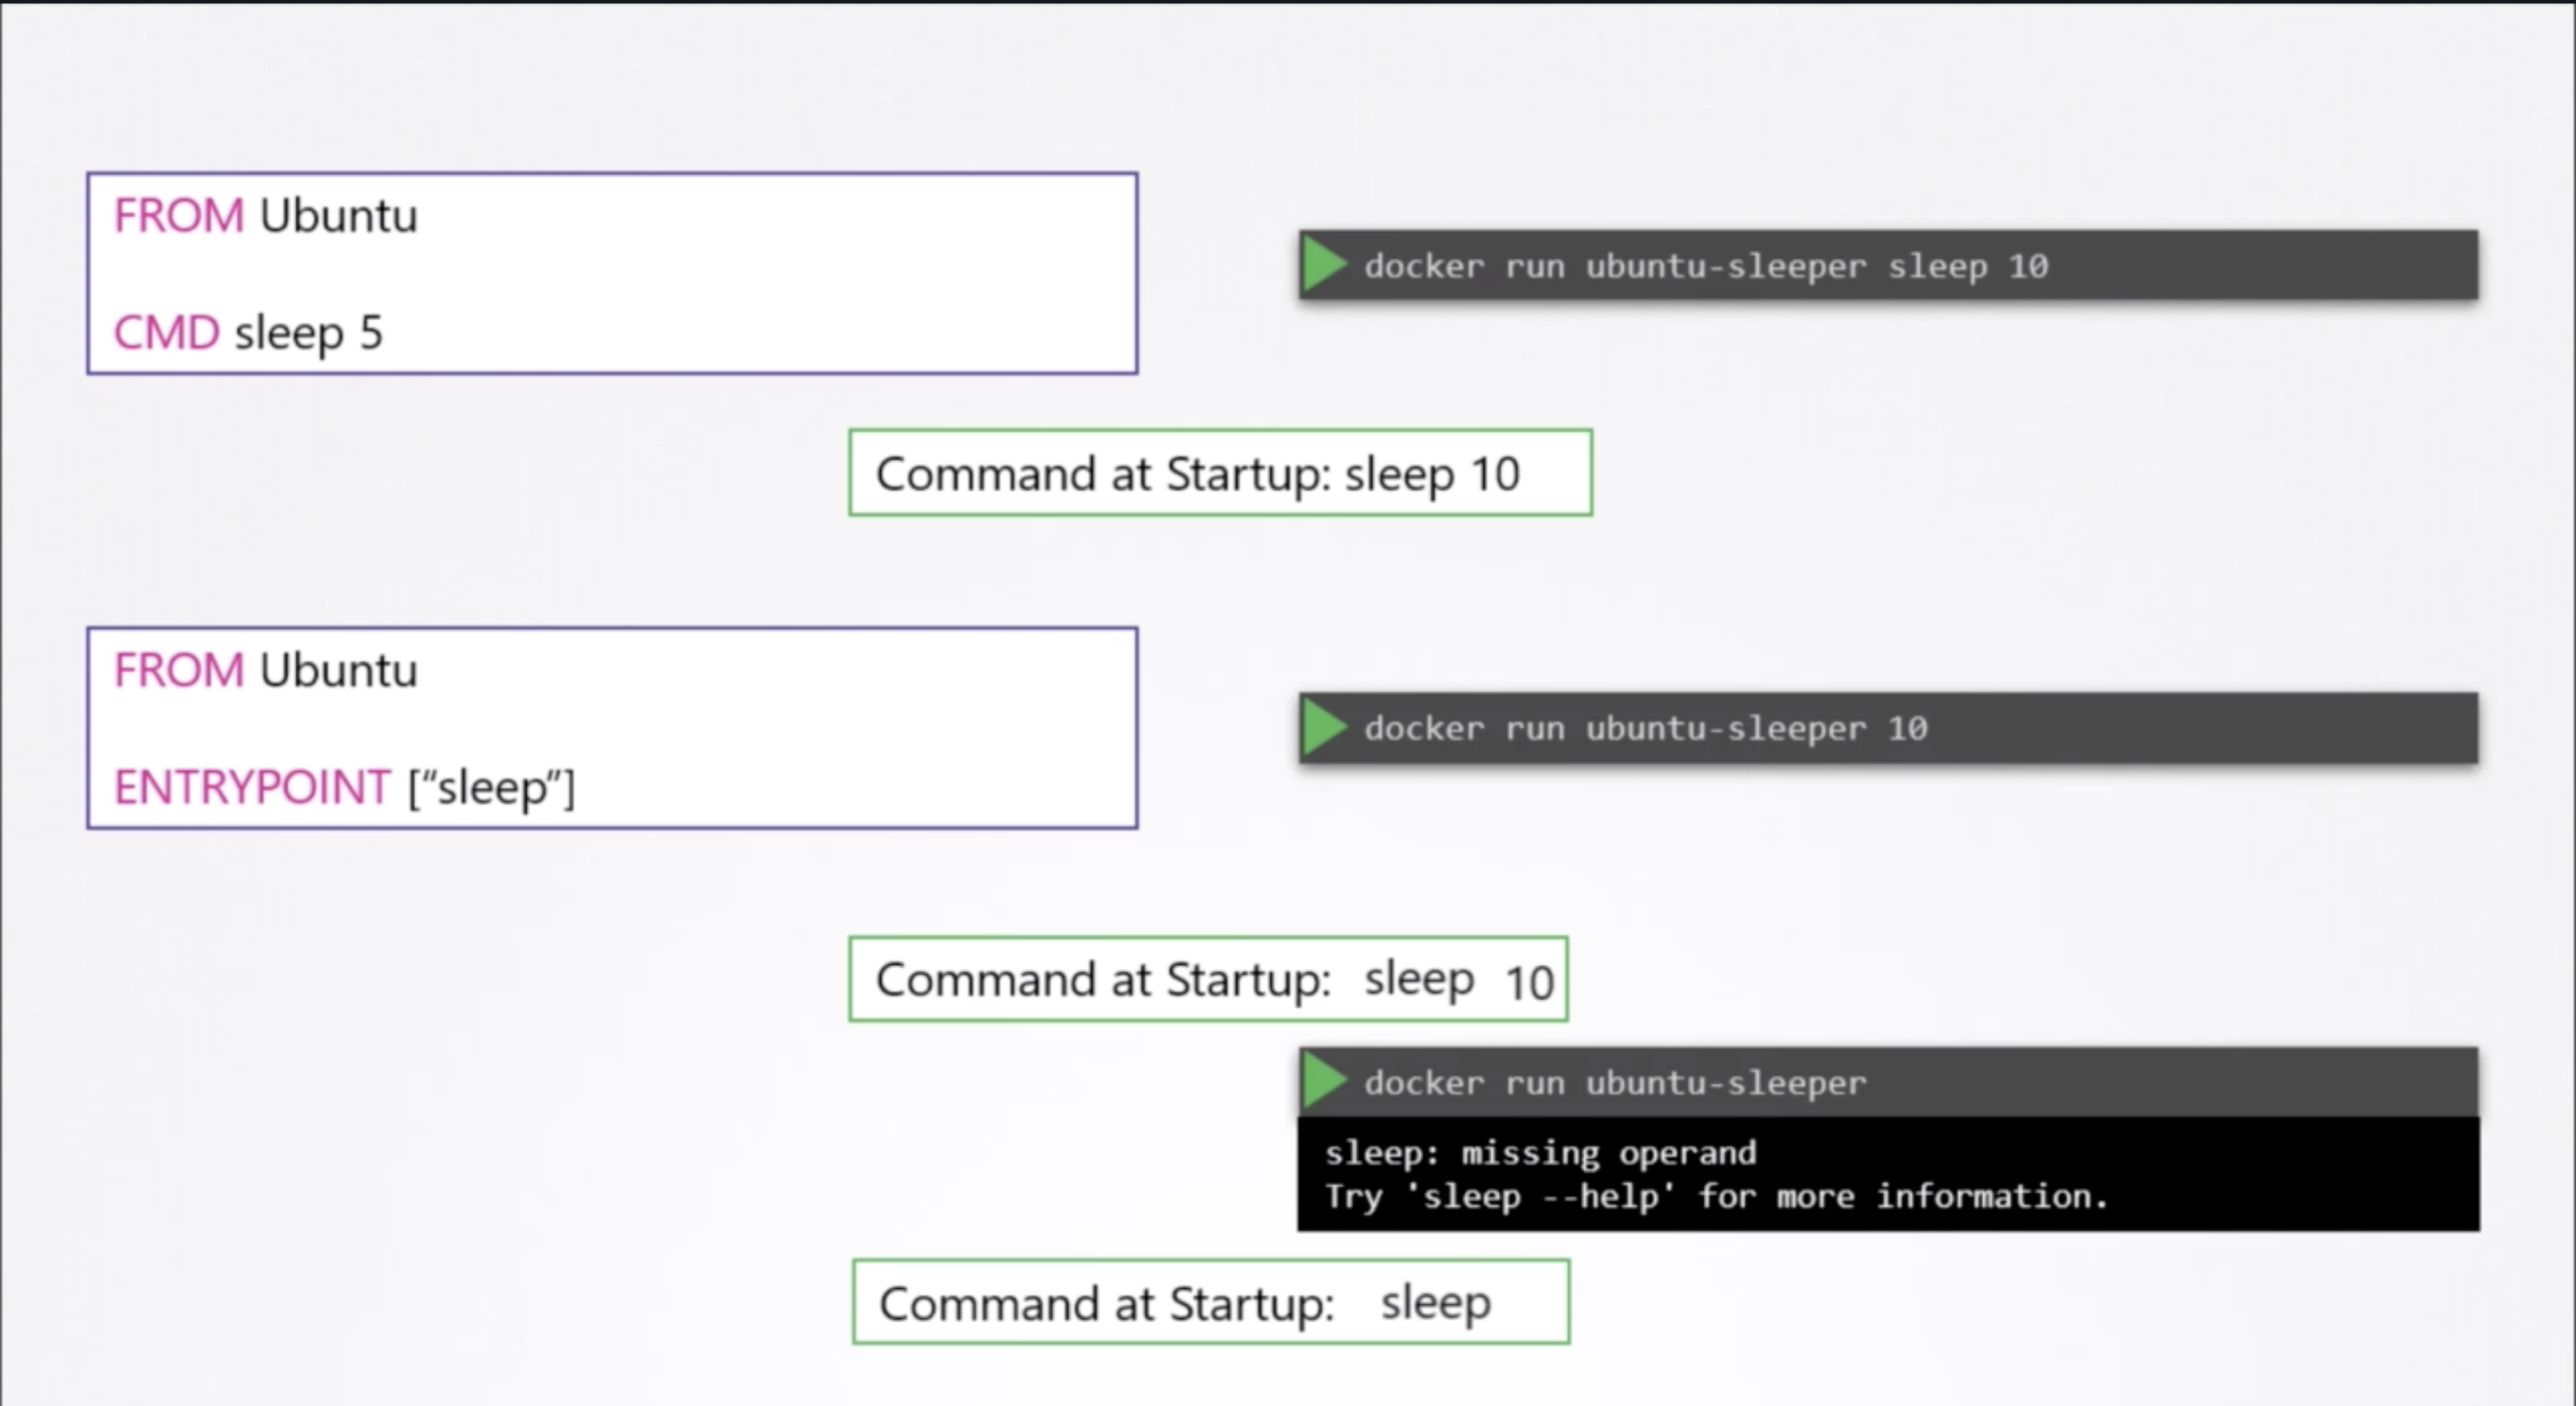 FROM Ubuntu
CMD sleep 5
docker run ubuntu-sleeper sleep 10
Command at Startup: sleep 10
FROM Ubuntu
ENTRYPOINT [“sleep”]
docker run ubuntu-sleeper 10
Command at Startup: sleep 10
docker run ubuntu-sleeper
sleep: missing operand
Try 'sleep --help' for more information.
Command at Startup: sleep